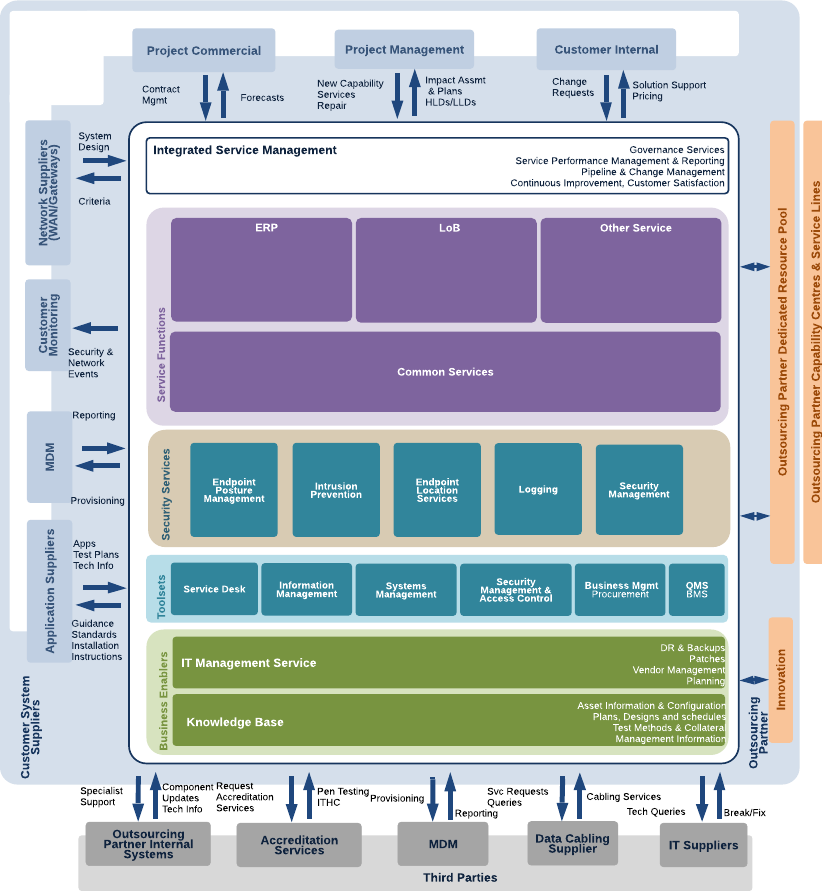 Project Commercial
Project Management
Customer Internal
Contract
Mgmt
Forecasts
New Capability
Services
Repair
Impact Assmt
& Plans
HLDs/LLDs
Change
Requests
Solution Support
Pricing
Network Suppliers
(WAN/Gateways)
System
Design
Criteria
Customer
Monitoring
Security &
Network
Events
MDM
Reporting
Provisioning
Application Suppliers
Apps
Test Plans
Tech Info
Guidance
Standards
Installation
Instructions
Customer System
Suppliers
Integrated Service Management
Governance Services
Service Performance Management & Reporting
Pipeline & Change Management
Continuous Improvement, Customer Satisfaction
Service Functions
ERP
LoB
Other Service
Common Services
Security Services
Endpoint
Posture
Management
Intrusion
Prevention
Endpoint
Location
Services
Logging
Security
Management
Toolsets
Service Desk
Information
Management
Systems
Management
Security
Management &
Access Control
Business Mgmt
Procurement
QMS
BMS
Business Enablers
IT Management Service
DR & Backups
Patches
Vendor Management
Planning
Knowledge Base
Asset Information & Configuration
Plans, Designs and schedules
Test Methods & Collateral
Management Information
Outsourcing Partner Dedicated Resource Pool
Outsourcing Partner Capability Centres & Service Lines
Innovation
Outsourcing
Partner
Specialist
Support
Component
Updates
Tech Info
Request
Accreditation
Services
Pen Testing
ITHC
Provisioning
Reporting
Svc Requests
Queries
Cabling Services
Tech Queries
Break/Fix
Outsourcing
Partner Internal
Systems
Accreditation
Services
MDM
Data Cabling
Supplier
IT Suppliers
Third Parties